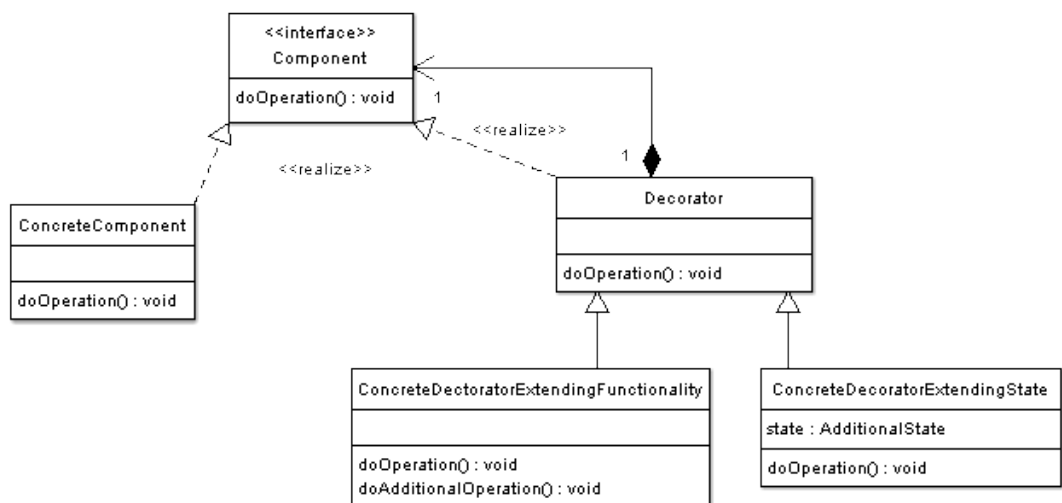 <<interface>>
Component
doOperation() : void
1
<<realize>>
<<realize>>
1
Decorator
doOperation() : void
ConcreteComponent
doOperation() : void
ConcreteDectoratorExtendingFunctionality
doOperation() : void
doAdditionalOperation() : void
ConcreteDecoratorExtendingState
state : AdditionalState
doOperation() : void